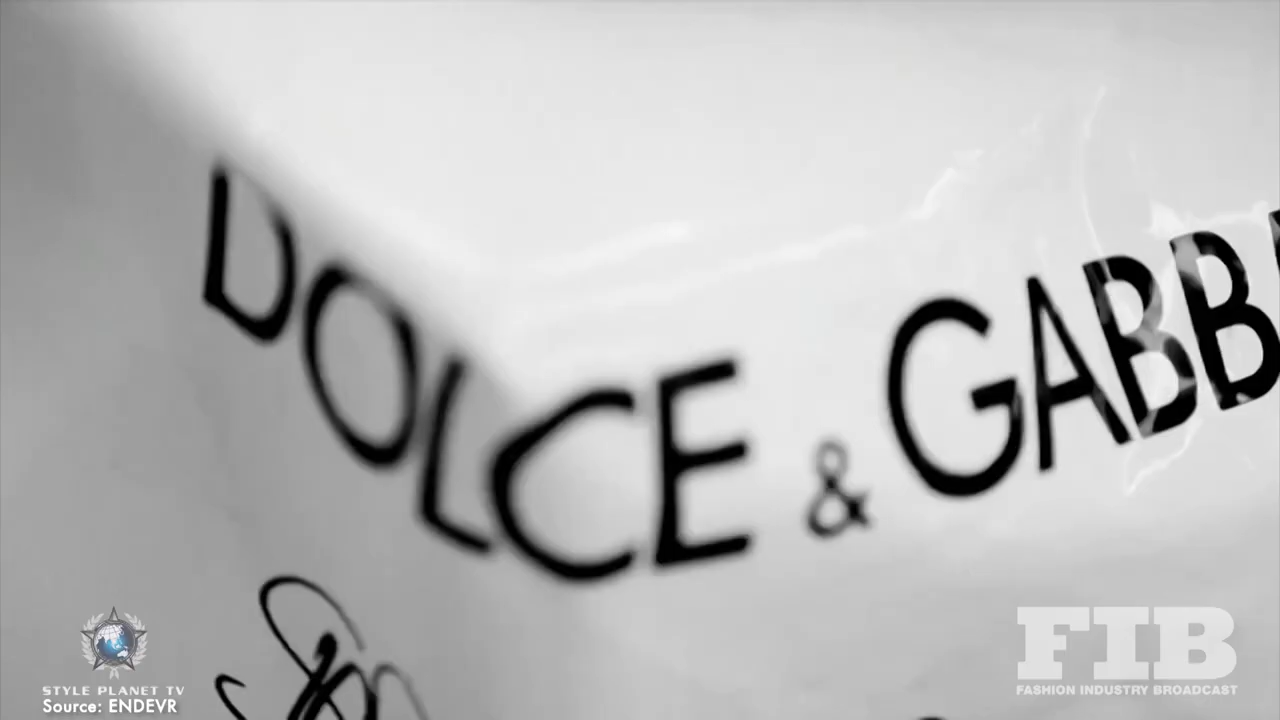 DOLCE & GABB
STYLE PLANET TV
Source: ENDEVR
FIB
FASHION INDUSTRY BROADCAST